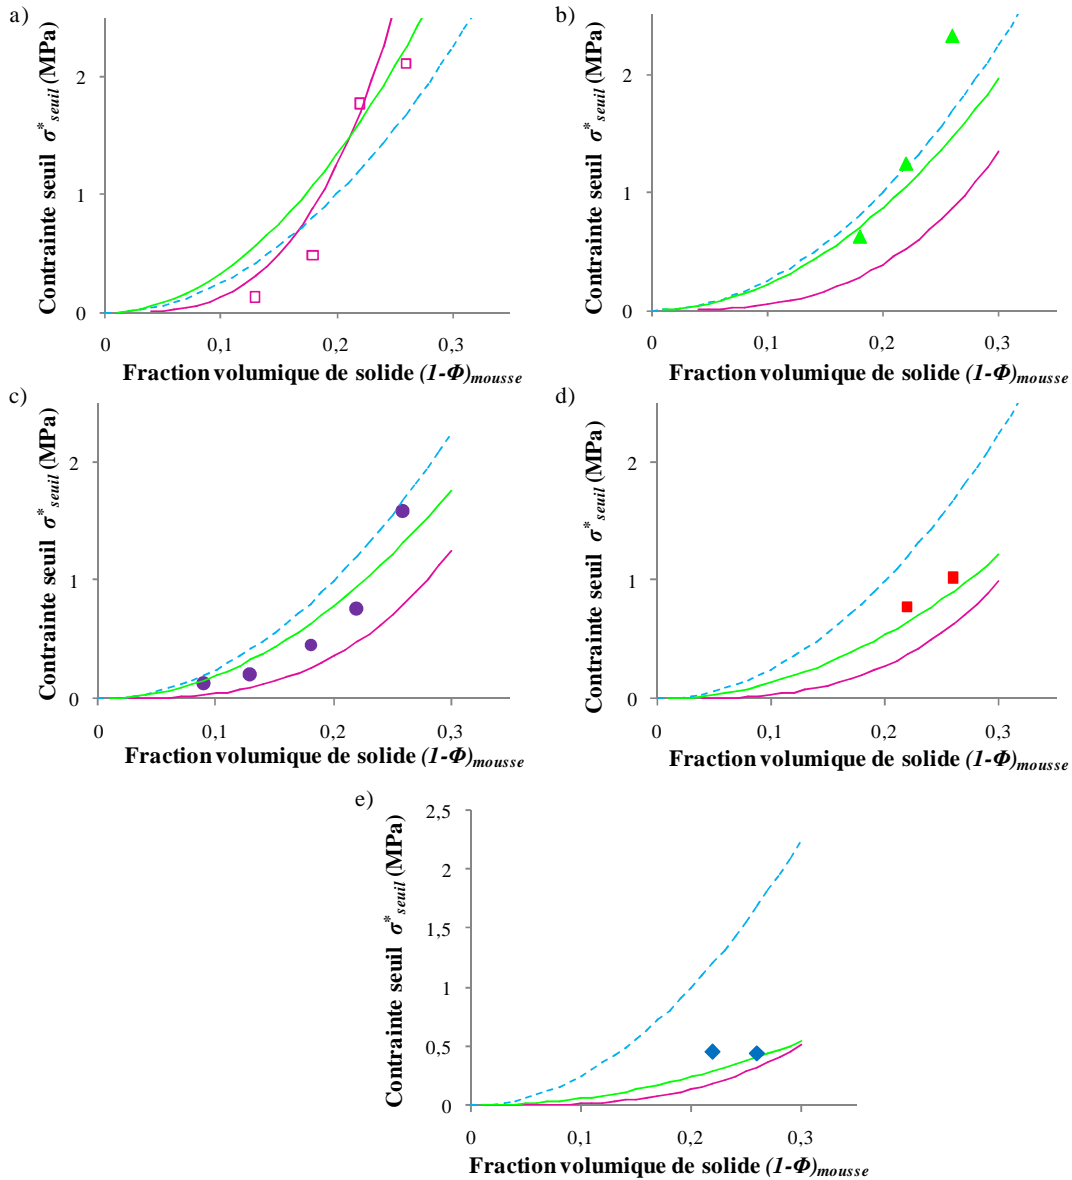 a)
Contrainte seuil σ*seuil (MPa)
2
1
0
0
0,1
0,2
0,3
Fraction volumique de solide (1-Φ)mousse
b)
Contrainte seuil σ*seuil (MPa)
2
1
0
0
0,1
0,2
0,3
Fraction volumique de solide (1-Φ)mousse
c)
Contrainte seuil σ*seuil (MPa)
2
1
0
0
0,1
0,2
0,3
Fraction volumique de solide (1-Φ)mousse
d)
Contrainte seuil σ*seuil (MPa)
2
1
0
0
0,1
0,2
0,3
Fraction volumique de solide (1-Φ)mousse
e)
Contrainte seuil σ*seuil (MPa)
2,5
2
1,5
1
0,5
0
0
0,1
0,2
0,3
Fraction volumique de solide (1-Φ)mousse